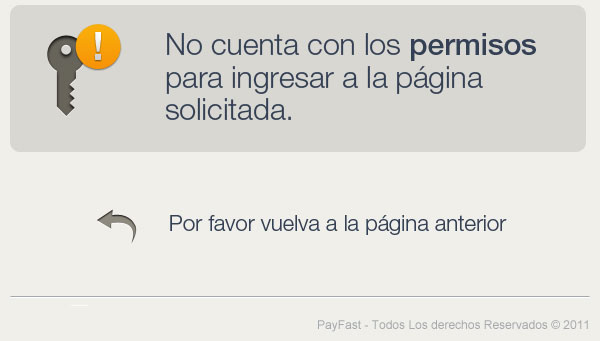 No cuenta con los permisos
para ingresar a la página
solicitada.
Por favor vuelva a la página anterior
PayFast - Todos Los derechos Reservados © 2011